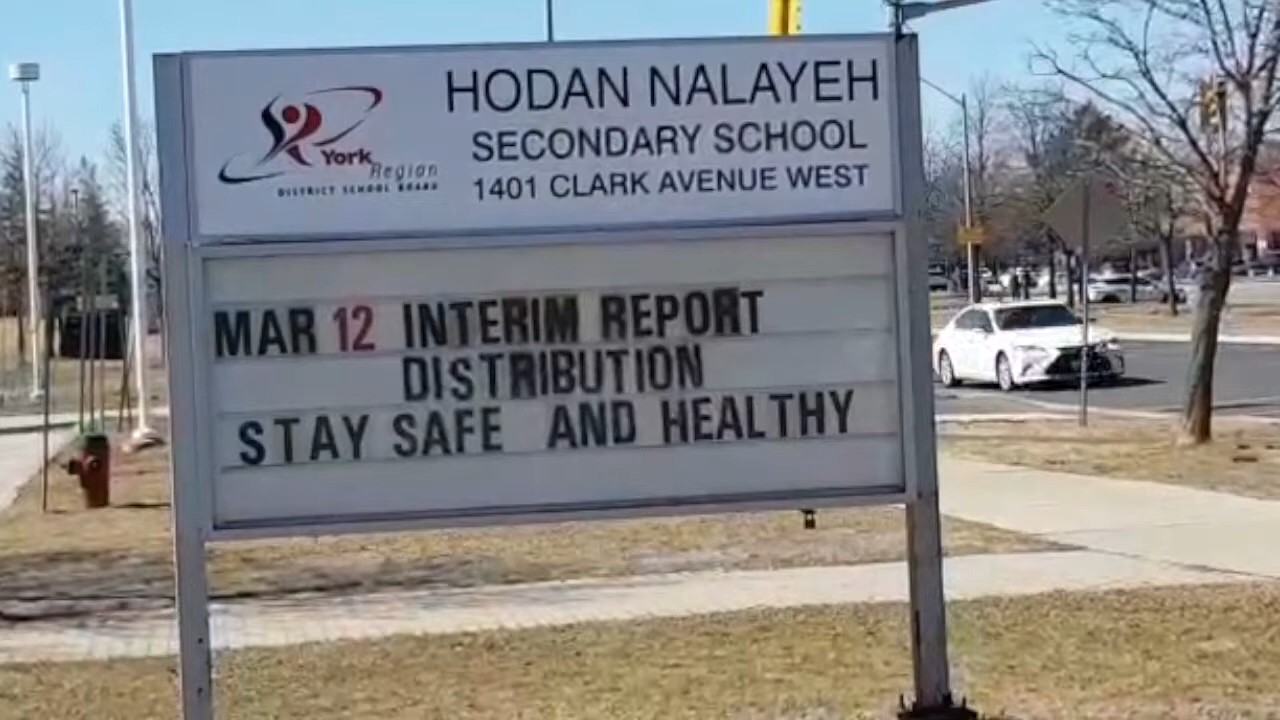 HODAN NALAYEH
SECONDARY SCHOOL
1401 CLARK AVENUE WEST
York
Region
DISTRICT SCHOOL BOARD
MAR 12 INTERIM REPORT
DISTRIBUTION
STAY SAFE AND HEALTHY